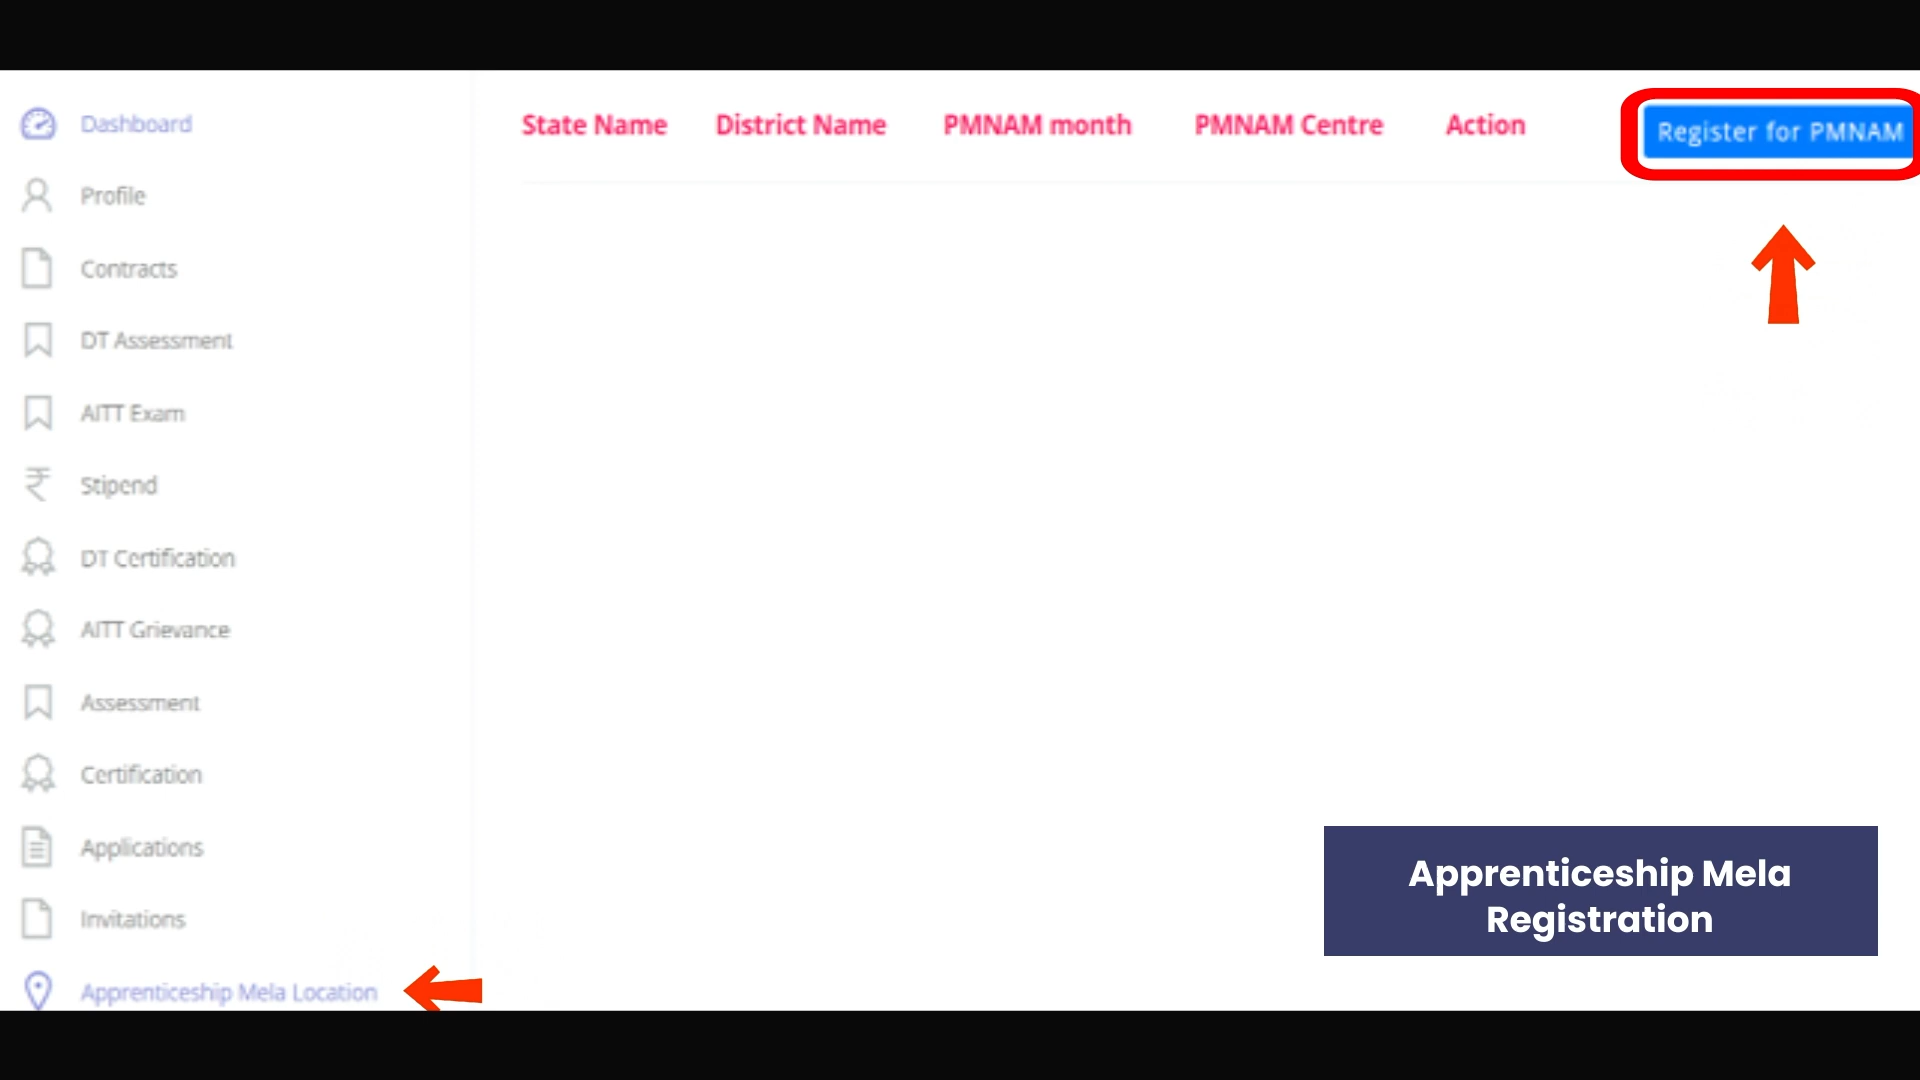 Dashboard
Profile
Contracts
DT Assessment
AITT Exam
Stipend
DT Certification
AITT Grievance
Assessment
Certification
Applications
Invitations
Apprenticeship Mela Location
State Name District Name PMNAM month PMNAM Centre Action
Register for PMNAM
Apprenticeship Mela
Registration